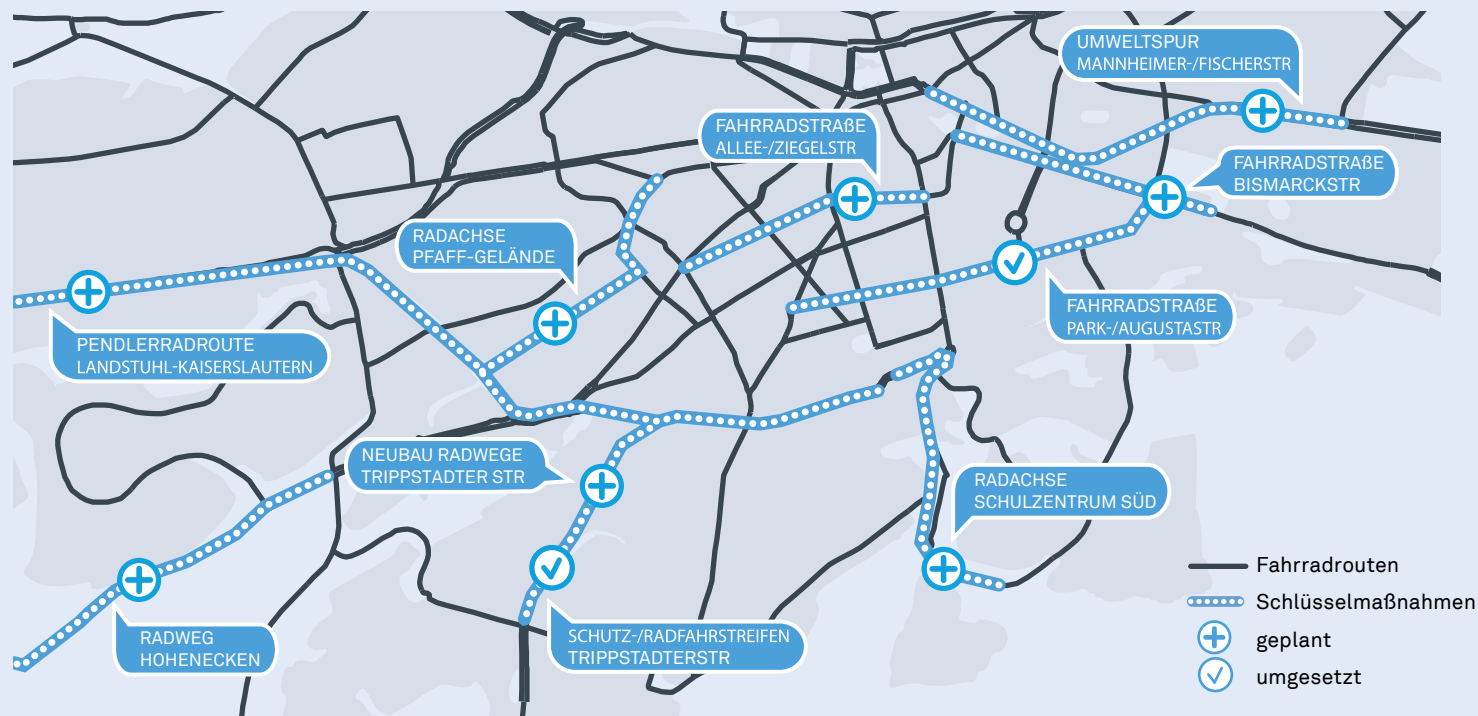 UMWELTSPUR
MANNHEIMER-/FISCHERSTR
FAHRRADSTRAßE
ALLEE-/ZIEGELSTR
FAHRRADSTRAßE
BISMARCKSTR
RADACHSE
PFAFF-GELÄNDE
FAHRRADSTRAßE
PARK-/AUGUSTASTR
PENDLERRADROUTE
LANDSTUHL-KAISERSLAUTERN
NEUBAU RADWEGE
TRIPPSTADTER STR
RADACHSE
SCHULZENTRUM SÜD
RADWEG
HOHENECKEN
SCHUTZ-/RADFAHRSTREIFEN
TRIPPSTADTERSTR
Fahrradrouten
Schlüsselmaßnahmen
geplant
umgesetzt